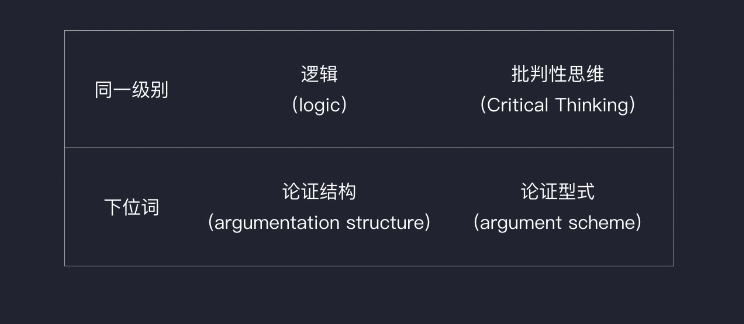 同一级别
逻辑
(logic)
批判性思维
(Critical Thinking)
下位词
论证结构
(argumentation structure)
论证型式
(argument scheme)